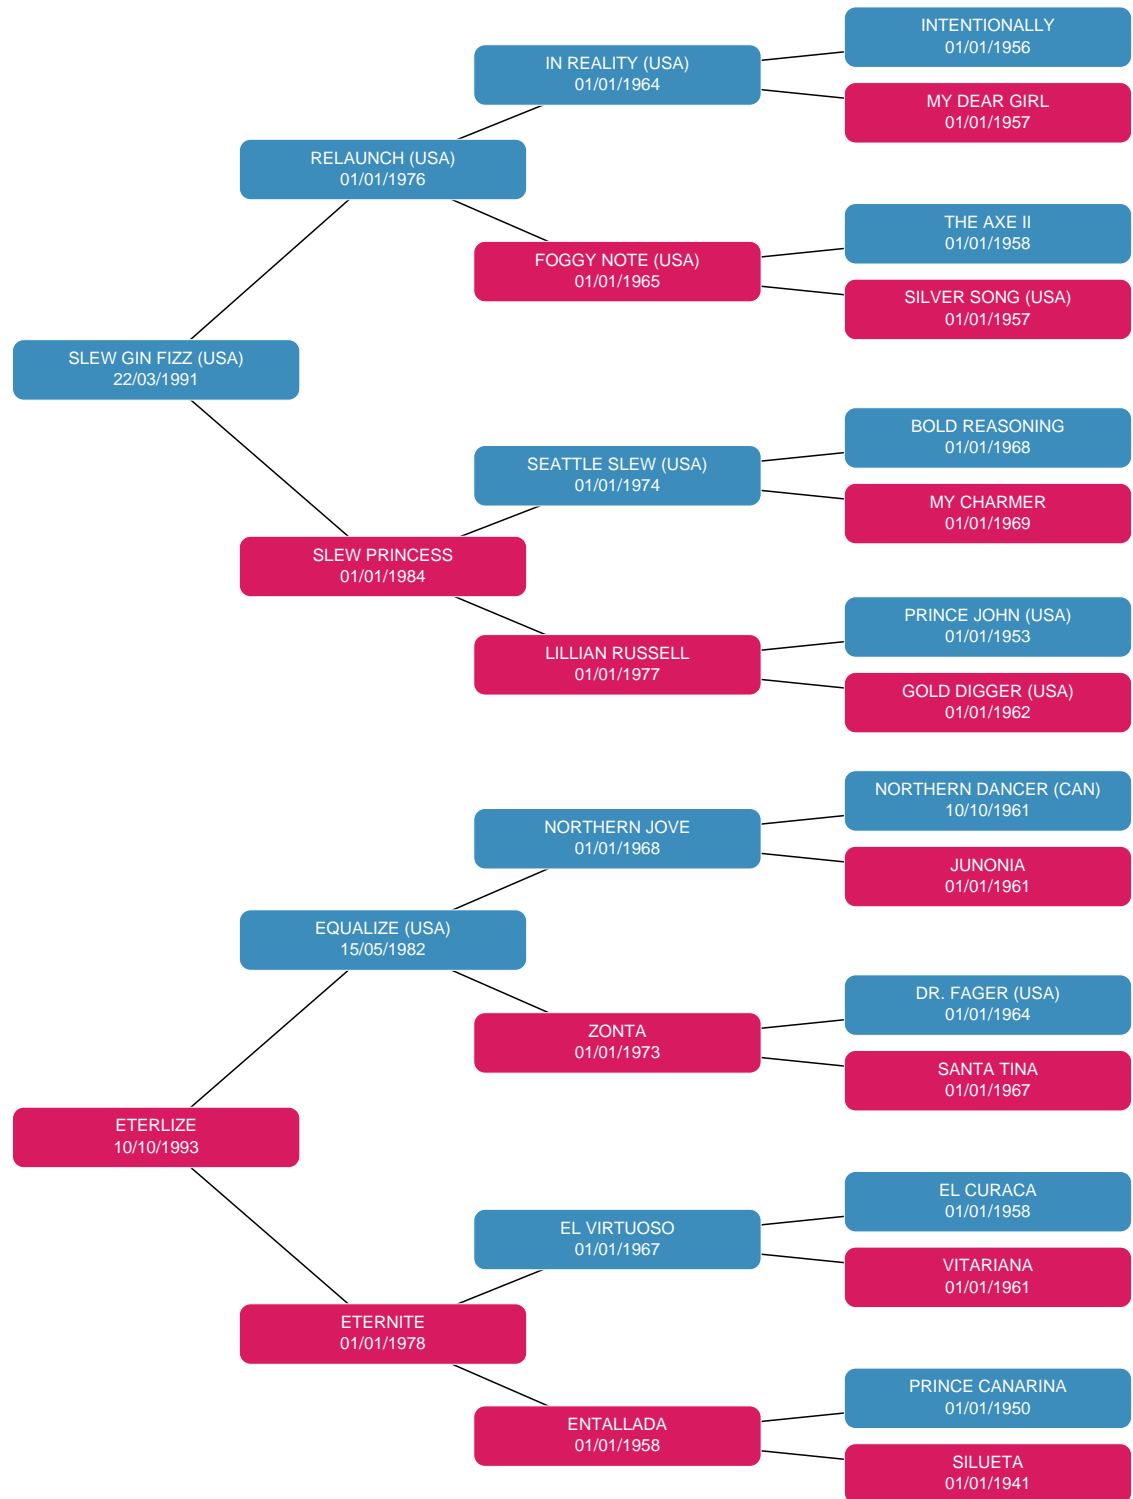 INTENTIONALLY
01/01/1956
IN REALITY (USA)
01/01/1964
MY DEAR GIRL
01/01/1957
RELAUNCH (USA)
01/01/1976
THE AXE II
01/01/1958
FOGGY NOTE (USA)
01/01/1965
SILVER SONG (USA)
01/01/1957
SLEW GIN FIZZ (USA)
22/03/1991
BOLD REASONING
01/01/1968
SEATTLE SLEW (USA)
01/01/1974
MY CHARMER
01/01/1969
SLEW PRINCESS
01/01/1984
PRINCE JOHN (USA)
01/01/1953
LILLIAN RUSSELL
01/01/1977
GOLD DIGGER (USA)
01/01/1962
NORTHERN DANCER (CAN)
10/10/1961
NORTHERN JOVE
01/01/1968
JUNONIA
01/01/1961
EQUALIZE (USA)
15/05/1982
DR. FAGER (USA)
01/01/1964
ZONTA
01/01/1973
SANTA TINA
01/01/1967
ETERLIZE
10/10/1993
EL CURACA
01/01/1958
EL VIRTUOSO
01/01/1967
VITARIANA
01/01/1961
ETERNITE
01/01/1978
PRINCE CANARINA
01/01/1950
ENTALLADA
01/01/1958
SILUETA
01/01/1941